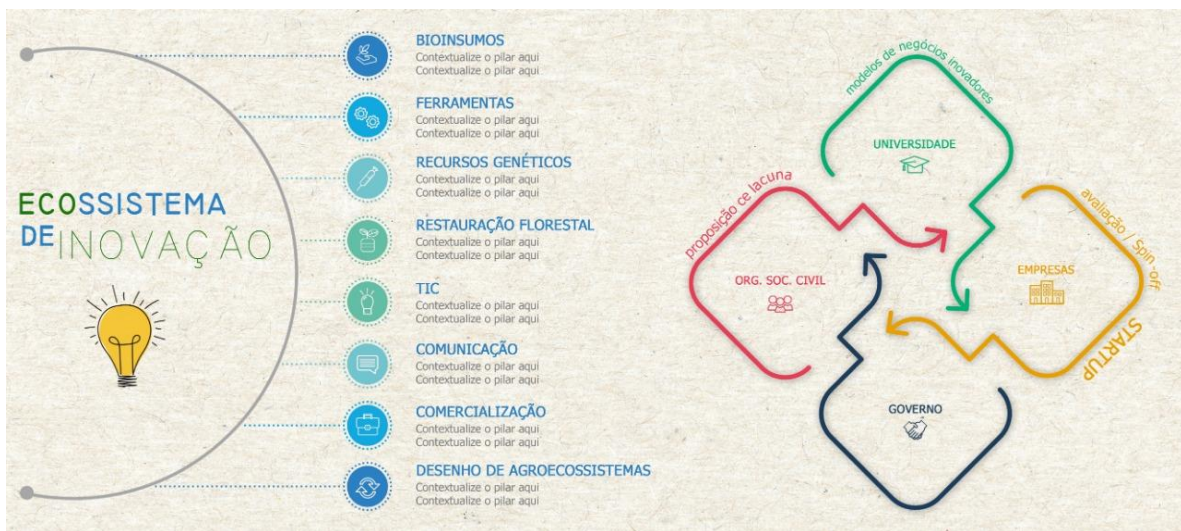 ECOSSISTEMA
DE INOVAÇÃO
BIOINSUMOS
Contextualize o pilar aqui
Contextualize o pilar aqui
FERRAMENTAS
Contextualize o pilar aqui
Contextualize o pilar aqui
RECURSOS GENÉTICOS
Contextualize o pilar aqui
Contextualize o pilar aqui
RESTAURAÇÃO FLORESTAL
Contextualize o pilar aqui
Contextualize o pilar aqui
TIC
Contextualize o pilar aqui
Contextualize o pilar aqui
COMUNICAÇÃO
Contextualize o pilar aqui
Contextualize o pilar aqui
COMERCIALIZAÇÃO
Contextualize o pilar aqui
Contextualize o pilar aqui
DESENHO DE AGROECOSSISTEMAS
Contextualize o pilar aqui
Contextualize o pilar aqui
modelos de negócios inovadores
UNIVERSIDADE
proposição ce lacuna
ORG. SOC. CIVIL
avaliação / Spin-off
EMPRESAS
STARTUP
GOVERNO